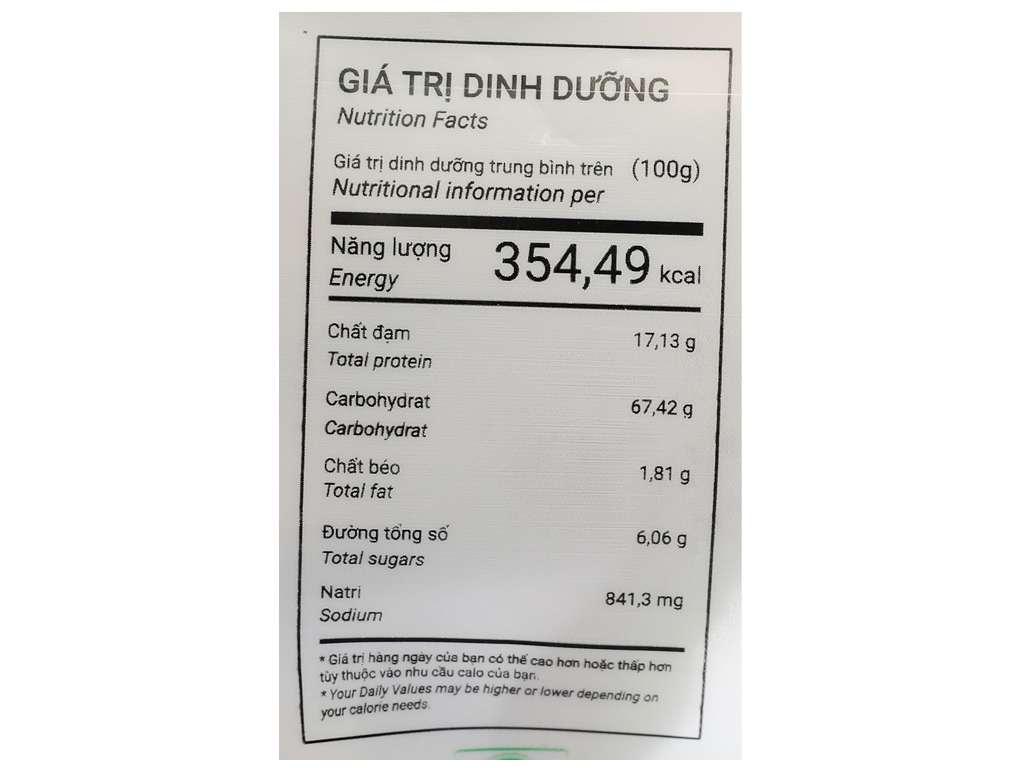 GIÁ TRỊ DINH DƯỠNG
Nutrition Facts
Giá trị dinh dưỡng trung bình trên (100g)
Nutritional information per
Năng lượng 354,49 kcal
Energy
Chất đạm 17,13 g
Total protein
Carbohydrat 67,42 g
Carbohydrat
Chất béo 1,81 g
Total fat
Đường tổng số 6,06 g
Total sugars
Natri 841,3 mg
Sodium
* Giá trị hàng ngày của bạn có thể cao hơn hoặc thấp hơn
tùy thuộc vào nhu cầu calo của bạn.
* Your Daily Values may be higher or lower depending on
your calorie needs.